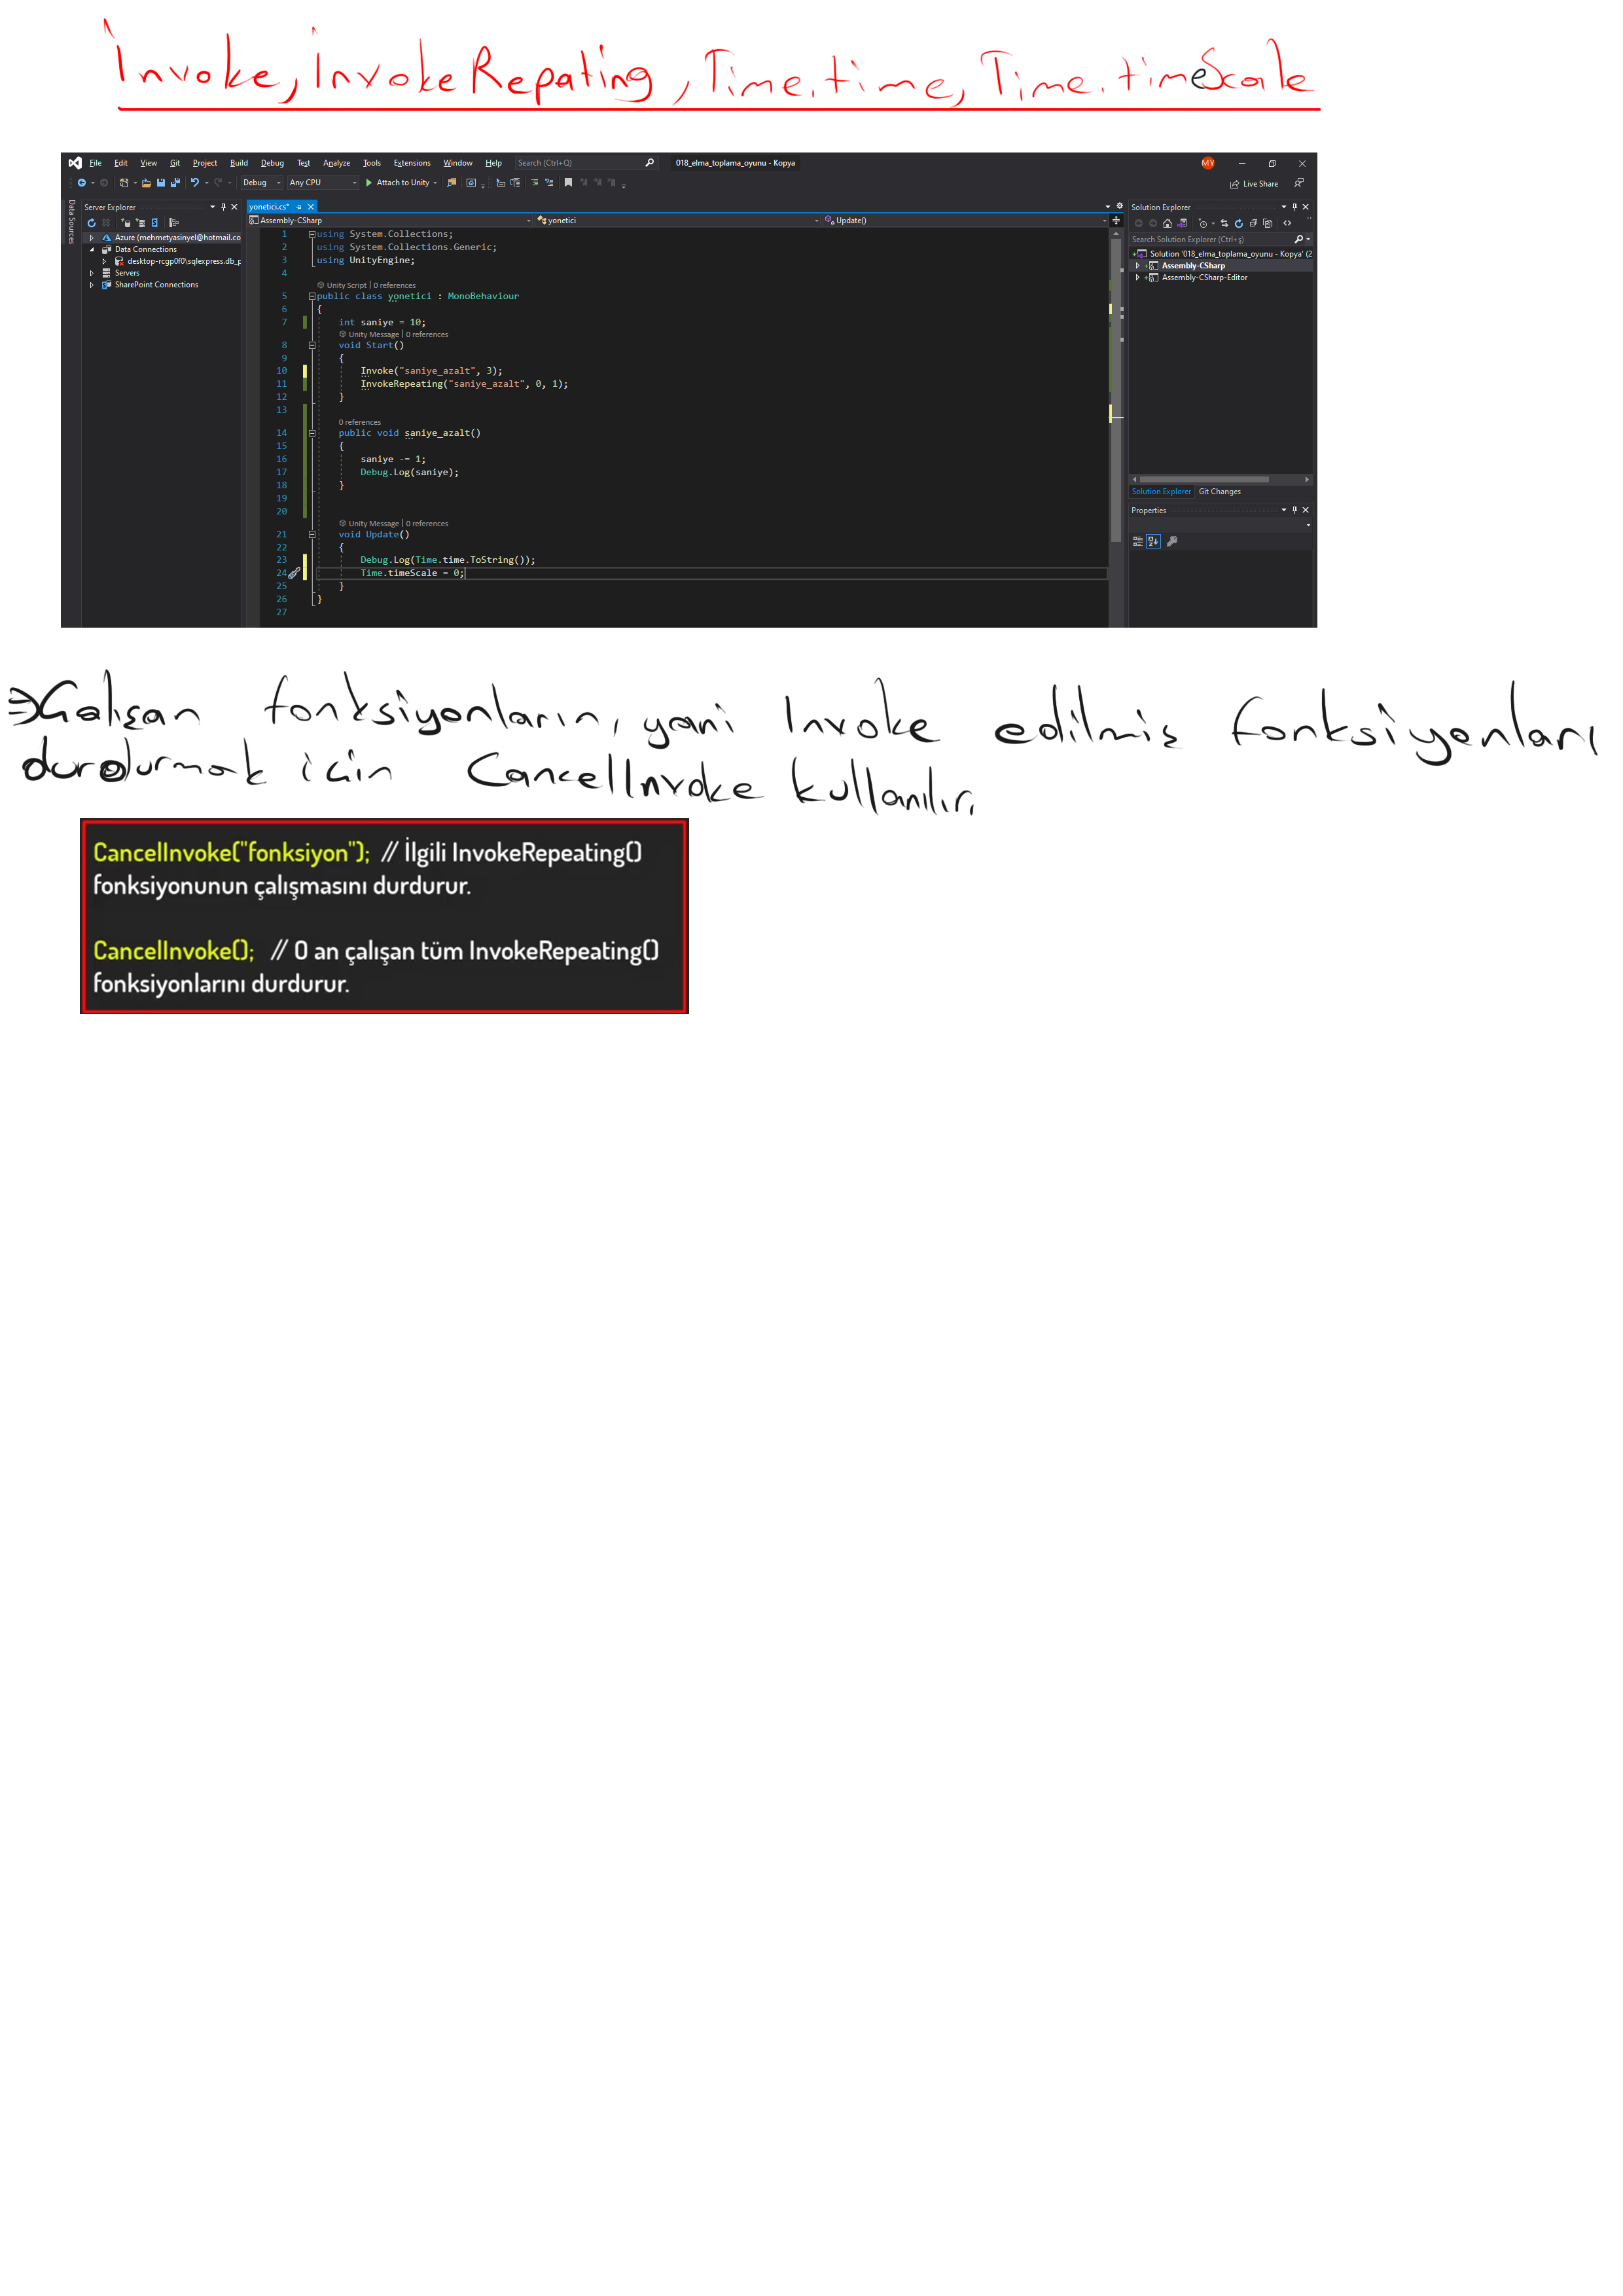 İnvoke, İnvoke Repating, Time.time, Time.timeScale
File Edit View Git Project Build Debug Test Analyze Tools Extensions Window Help Search (Ctrl+Q) 018_elma_toplama_oyunu - Kopya MY
Debug Any CPU Attach to Unity Live Share
Data Sources
Server Explorer
Azure (mehmetyasinyel@hotmail.co
Data Connections
desktop-rcgp0f0\sqlexpress.db_p
Servers
SharePoint Connections
yonetici.cs*
Assembly-CSharp yonetici Update()
1 using System.Collections;
2 using System.Collections.Generic;
3 using UnityEngine;
4
Unity Script | 0 references
5 public class yonetici : MonoBehaviour
6 {
7 int saniye = 10;
Unity Message | 0 references
8 void Start()
9 {
10 Invoke("saniye_azalt", 3);
11 InvokeRepeating("saniye_azalt", 0, 1);
12 }
13
0 references
14 public void saniye_azalt()
15 {
16 saniye -= 1;
17 Debug.Log(saniye);
18 }
19
20
Unity Message | 0 references
21 void Update()
22 {
23 Debug.Log(Time.time.ToString());
24 Time.timeScale = 0;
25 }
26 }
27
Solution Explorer
Search Solution Explorer (Ctrl+ş)
Solution '018_elma_toplama_oyunu - Kopya' (2
Assembly-CSharp
Assembly-CSharp-Editor
Solution Explorer Git Changes
Properties
⇒Çalışan fonksiyonların, yani Invoke edilmiş fonksiyonları
durdurmak için CancelInvoke kullanılır.
CancelInvoke("fonksiyon"); // İlgili InvokeRepeating()
fonksiyonunun çalışmasını durdurur.
CancelInvoke(); // O an çalışan tüm InvokeRepeating()
fonksiyonlarını durdurur.